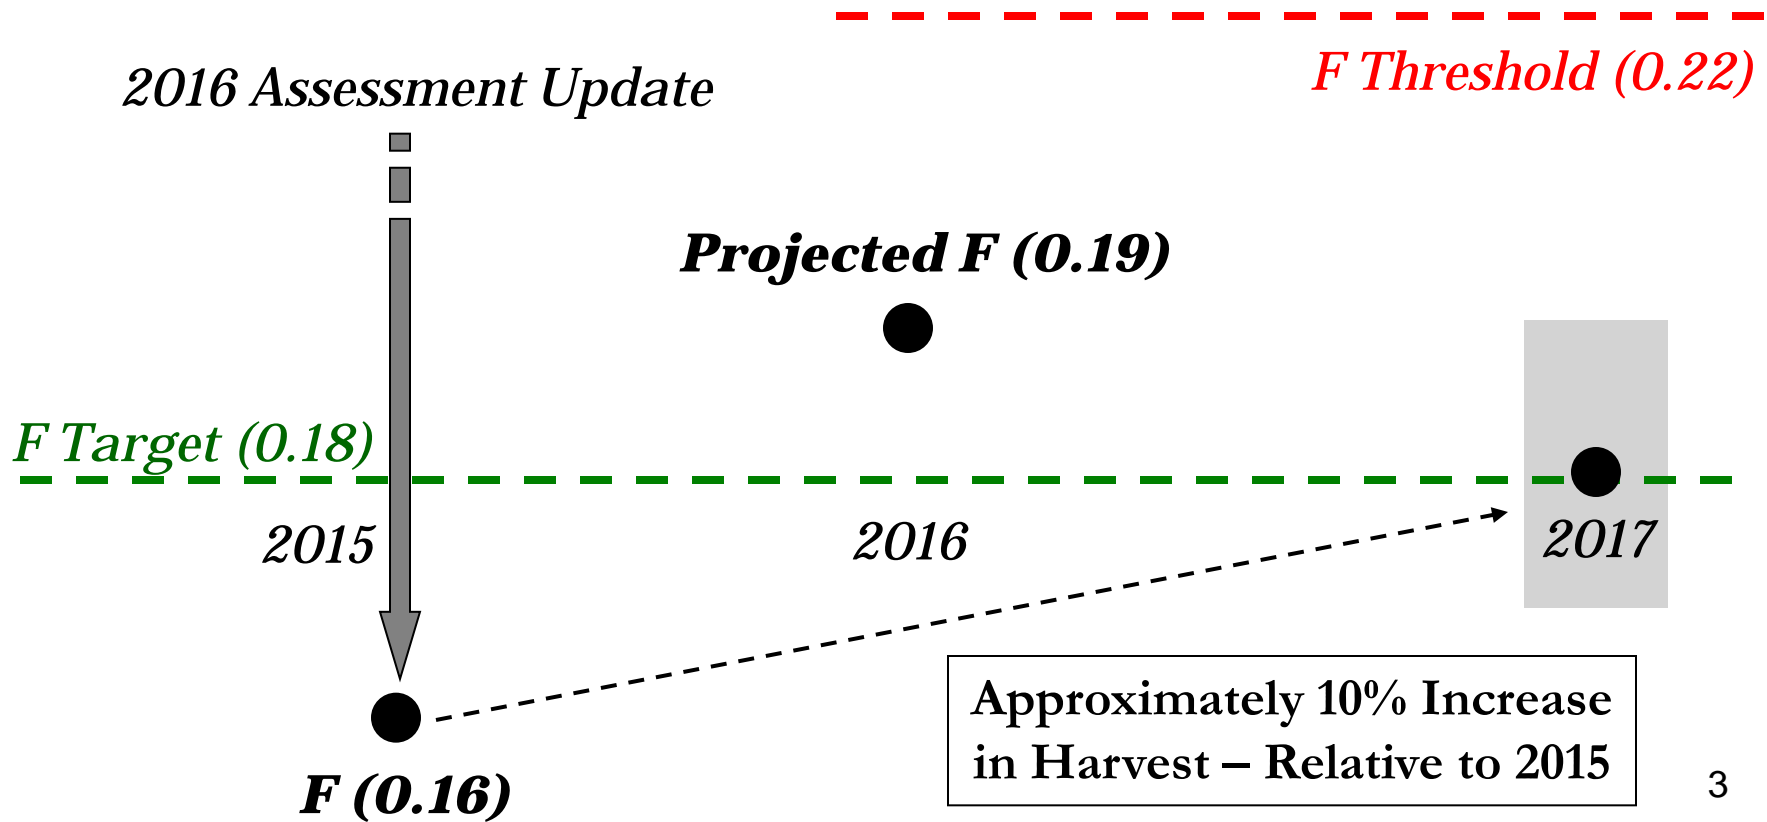 F Threshold (0.22)
2016 Assessment Update
Projected F (0.19)
F Target (0.18)
2015
2016
2017
Approximately 10% Increase
in Harvest – Relative to 2015
F (0.16)
3